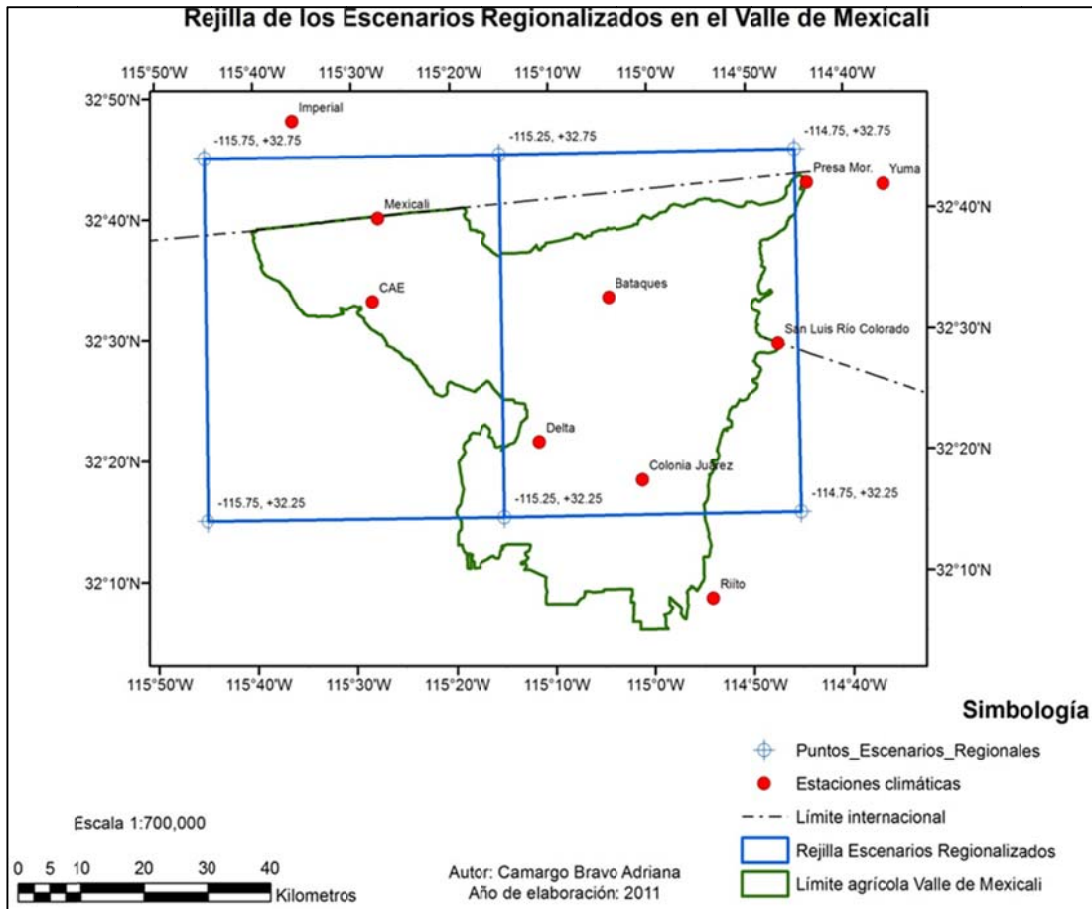 Rejilla de los Escenarios Regionalizados en el Valle de Mexicali
115°50'W 115°40'W 115°30'W 115°20'W 115°10'W 115°0'W 114°50'W 114°40'W
32°50'N
Imperial
-115.75, +32.75
-115.25, +32.75
-114.75, +32.75
Presa Mor.
Yuma
Mexicali
32°40'N
32°40'N
CAE
Bataques
San Luis Río Colorado
32°30'N
32°30'N
Delta
Colonia Juárez
32°20'N
32°20'N
-115.75, +32.25
-115.25, +32.25
-114.75, +32.25
32°10'N
32°10'N
Riíto
115°50'W 115°40'W 115°30'W 115°20'W 115°10'W 115°0'W 114°50'W 114°40'W
Simbología
Puntos_Escenarios_Regionales
Estaciones climáticas
Límite internacional
Rejilla Escenarios Regionalizados
Límite agrícola Valle de Mexicali
Escala 1:700,000
0 5 10 20 30 40
Kilometros
Autor: Camargo Bravo Adriana
Año de elaboración: 2011